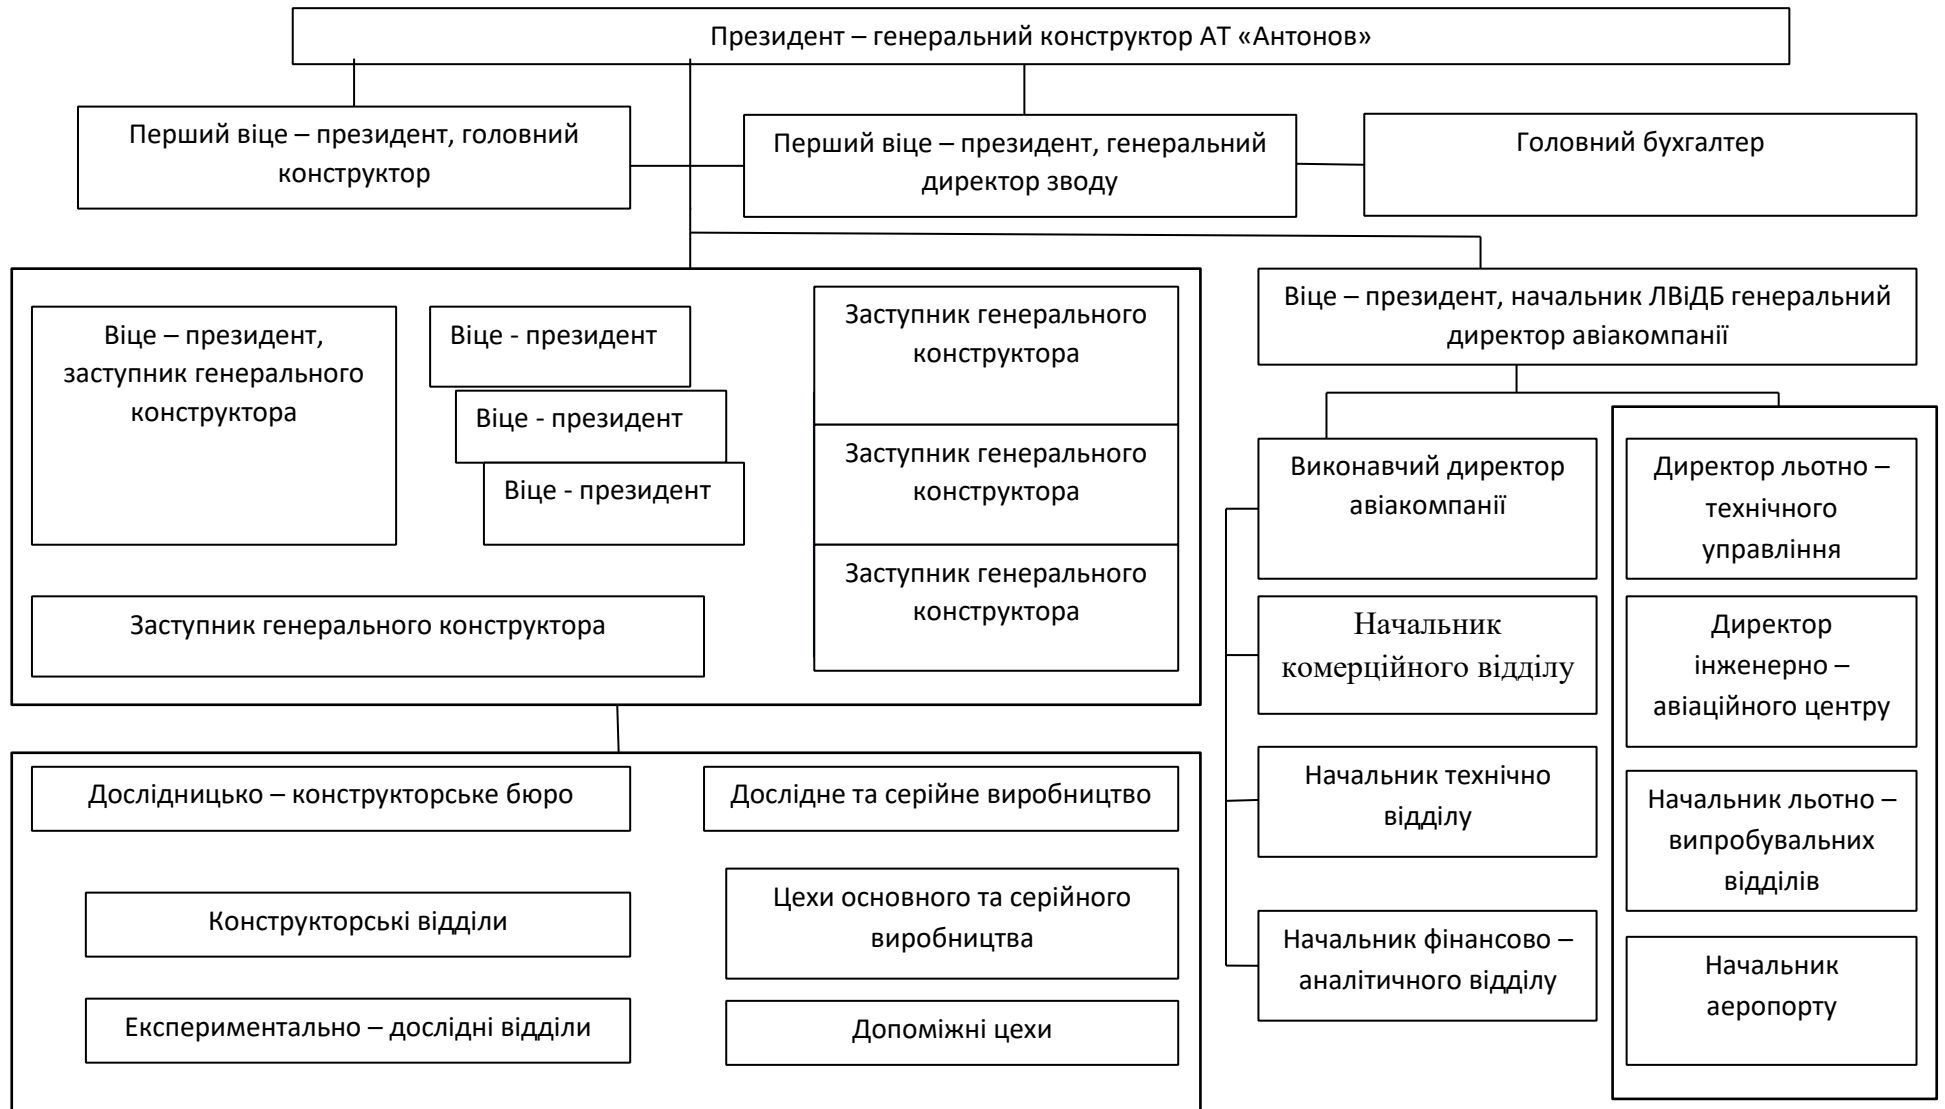 Президент – генеральний конструктор АТ «Антонов»
Перший віце – президент, головний
конструктор
Перший віце – президент, генеральний
директор зводу
Головний бухгалтер
Віце – президент,
заступник генерального
конструктора
Віце - президент
Віце - президент
Віце - президент
Заступник генерального
конструктора
Заступник генерального
конструктора
Заступник генерального
конструктора
Заступник генерального конструктора
Віце – президент, начальник ЛВіДБ генеральний
директор авіакомпанії
Виконавчий директор
авіакомпанії
Начальник
комерційного відділу
Начальник технічно
відділу
Начальник фінансово –
аналітичного відділу
Директор льотно –
технічного
управління
Директор
інженерно –
авіаційного центру
Начальник льотно –
випробувальних
відділів
Начальник
аеропорту
Дослідницько – конструкторське бюро
Дослідне та серійне виробництво
Конструкторські відділи
Цехи основного та серійного
виробництва
Експериментально – дослідні відділи
Допоміжні цехи